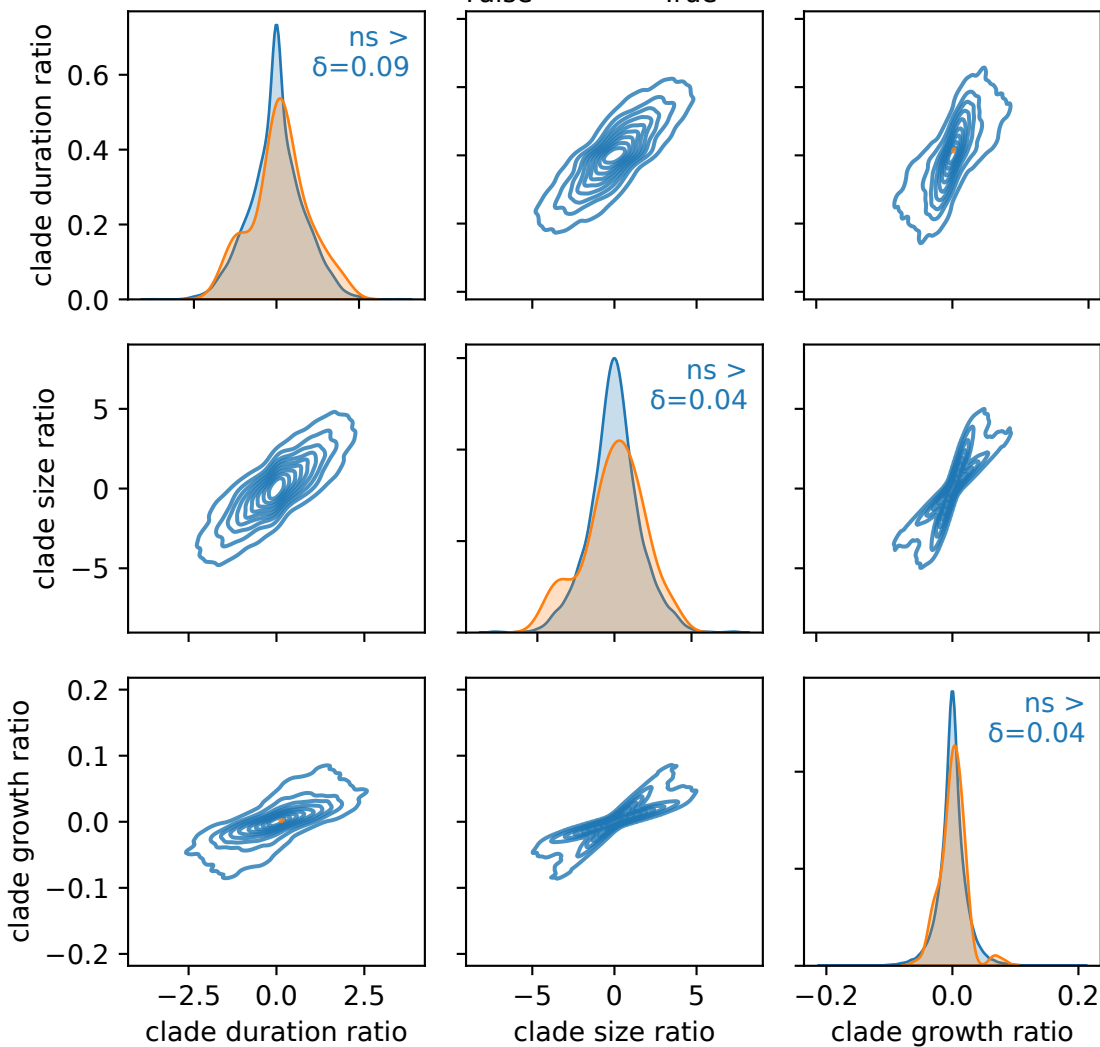 ns >
δ=0.09
clade duration ratio
0.6
0.4
0.2
0.0
ns >
δ=0.04
clade size ratio
5
0
−5
ns >
δ=0.04
clade growth ratio
0.2
0.1
0.0
−0.1
−0.2
−2.5 0.0 2.5
−5 0 5
−0.2 0.0 0.2
clade duration ratio
clade size ratio
clade growth ratio